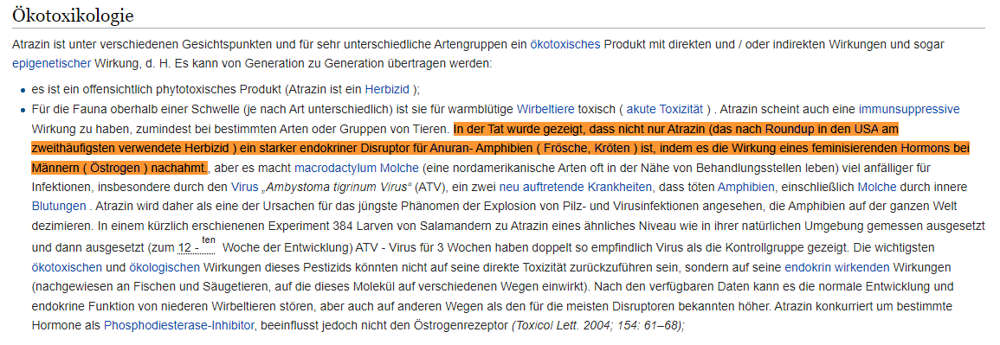 Ökotoxikologie
Atrazin ist unter verschiedenen Gesichtspunkten und für sehr unterschiedliche Artengruppen ein ökotoxisches Produkt mit direkten und / oder indirekten Wirkungen und sogar
epigenetischer Wirkung, d. H. Es kann von Generation zu Generation übertragen werden:
• es ist ein offensichtlich phytotoxisches Produkt (Atrazin ist ein Herbizid );
• Für die Fauna oberhalb einer Schwelle (je nach Art unterschiedlich) ist sie für warmblütige Wirbeltiere toxisch ( akute Toxizität ) . Atrazin scheint auch eine immunsuppressive
Wirkung zu haben, zumindest bei bestimmten Arten oder Gruppen von Tieren. In der Tat wurde gezeigt, dass nicht nur Atrazin (das nach Roundup in den USA am
zweithäufigsten verwendete Herbizid ) ein starker endokriner Disruptor für Anuran- Amphibien ( Frösche, Kröten ) ist, indem es die Wirkung eines feminisierenden Hormons bei
Männern ( Östrogen ) nachahmt., aber es macht macrodactylum Molche (eine nordamerikanische Arten oft in der Nähe von Behandlungsstellen leben) viel anfälliger für
Infektionen, insbesondere durch den Virus „Ambystoma tigrinum Virus“ (ATV), ein zwei neu auftretende Krankheiten, dass töten Amphibien, einschließlich Molche durch innere
Blutungen . Atrazin wird daher als eine der Ursachen für das jüngste Phänomen der Explosion von Pilz- und Virusinfektionen angesehen, die Amphibien auf der ganzen Welt
dezimieren. In einem kürzlich erschienenen Experiment 384 Larven von Salamandern zu Atrazin eines ähnliches Niveau wie in ihrer natürlichen Umgebung gemessen ausgesetzt
und dann ausgesetzt (zum 12 - ten Woche der Entwicklung) ATV - Virus für 3 Wochen haben doppelt so empfindlich Virus als die Kontrollgruppe gezeigt. Die wichtigsten
ökotoxischen und ökologischen Wirkungen dieses Pestizids könnten nicht auf seine direkte Toxizität zurückzuführen sein, sondern auf seine endokrin wirkenden Wirkungen
(nachgewiesen an Fischen und Säugetieren, auf die dieses Molekül auf verschiedenen Wegen einwirkt). Nach den verfügbaren Daten kann es die normale Entwicklung und
endokrine Funktion von niederen Wirbeltieren stören, aber auch auf anderen Wegen als den für die meisten Disruptoren bekannten höher. Atrazin konkurriert um bestimmte
Hormone als Phosphodiesterase-Inhibitor, beeinflusst jedoch nicht den Östrogenrezeptor (Toxicol Lett. 2004; 154: 61–68);